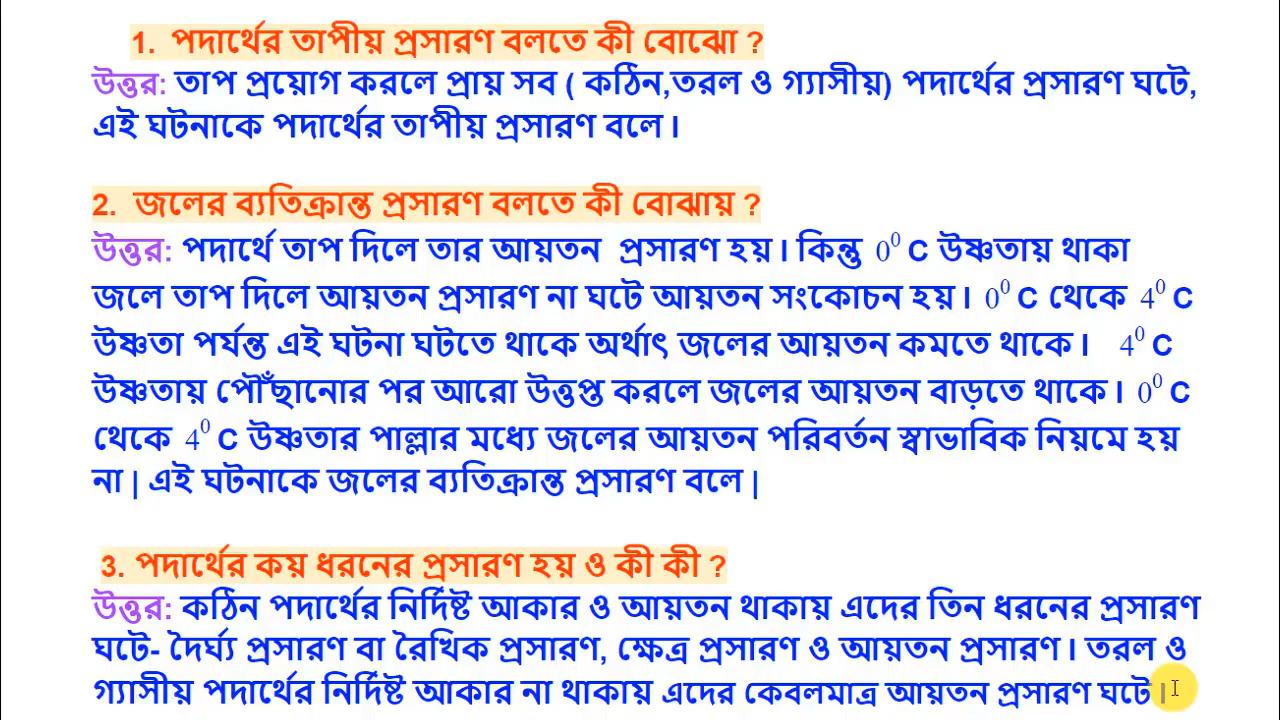 1. পদার্থের তাপীয় প্রসারণ বলতে কী বোঝো ?
উত্তর: তাপ প্রয়োগ করলে প্রায় সব ( কঠিন,তরল ও গ্যাসীয়) পদার্থের প্রসারণ ঘটে,
এই ঘটনাকে পদার্থের তাপীয় প্রসারণ বলে।
2. জলের ব্যতিক্রান্ত প্রসারণ বলতে কী বোঝায় ?
উত্তর: পদার্থে তাপ দিলে তার আয়তন প্রসারণ হয়। কিন্তু 0⁰ C উষ্ণতায় থাকা
জলে তাপ দিলে আয়তন প্রসারণ না ঘটে আয়তন সংকোচন হয়। 0⁰ C থেকে 4⁰ C
উষ্ণতা পর্যন্ত এই ঘটনা ঘটতে থাকে অর্থাৎ জলের আয়তন কমতে থাকে। 4⁰ C
উষ্ণতায় পৌঁছানোর পর আরো উত্তপ্ত করলে জলের আয়তন বাড়তে থাকে। 0⁰ C
থেকে 4⁰ C উষ্ণতার পাল্লার মধ্যে জলের আয়তন পরিবর্তন স্বাভাবিক নিয়মে হয়
না | এই ঘটনাকে জলের ব্যতিক্রান্ত প্রসারণ বলে |
3. পদার্থের কয় ধরনের প্রসারণ হয় ও কী কী ?
উত্তর: কঠিন পদার্থের নির্দিষ্ট আকার ও আয়তন থাকায় এদের তিন ধরনের প্রসারণ
ঘটে- দৈর্ঘ্য প্রসারণ বা রৈখিক প্রসারণ, ক্ষেত্র প্রসারণ ও আয়তন প্রসারণ। তরল ও
গ্যাসীয় পদার্থের নির্দিষ্ট আকার না থাকায় এদের কেবলমাত্র আয়তন প্রসারণ ঘটে |